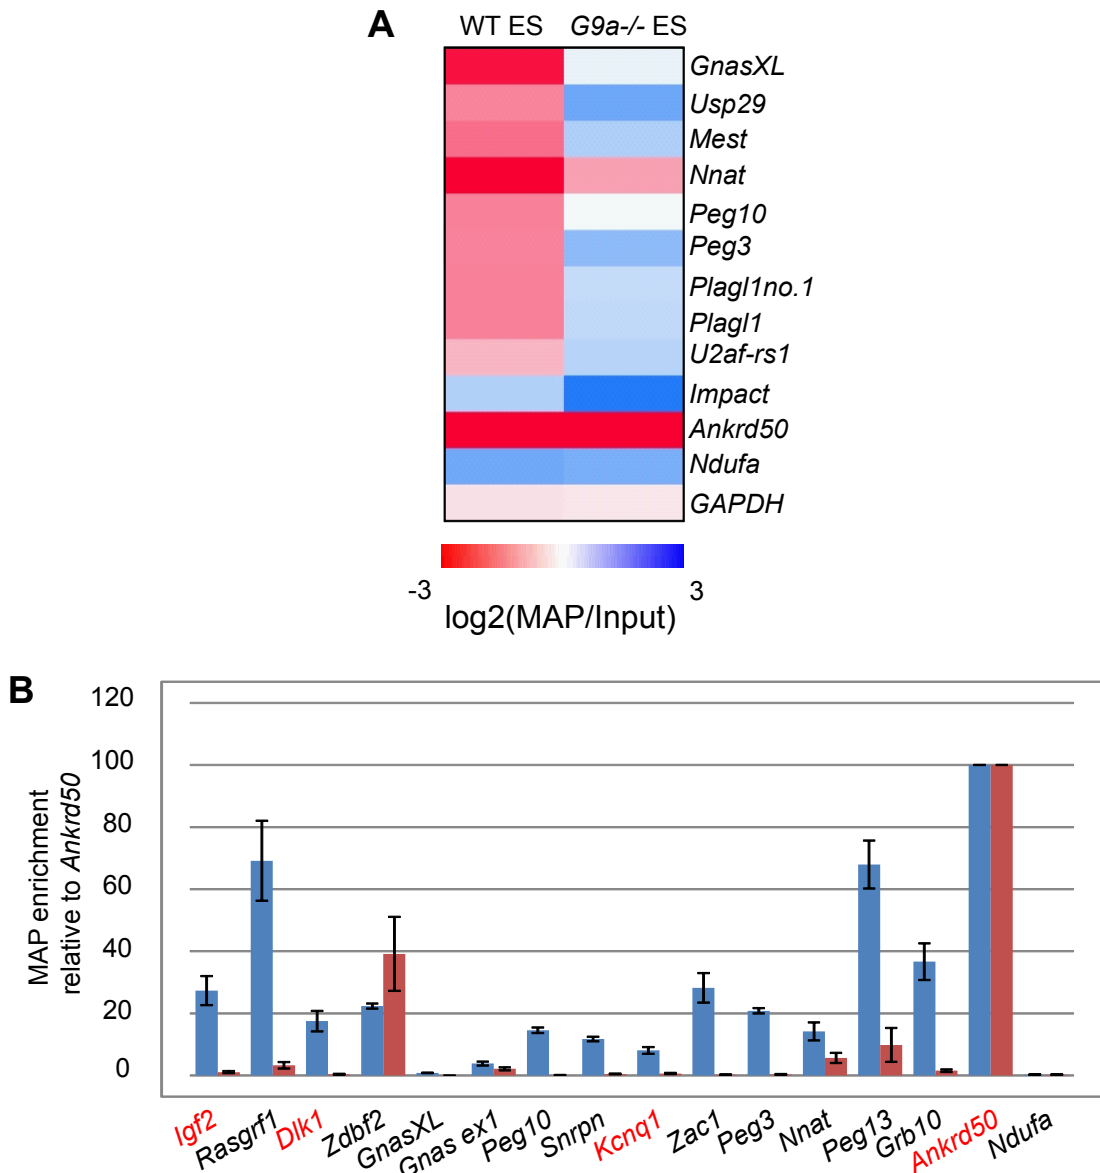 A
WT ES G9a-/- ES
GnasXL
Usp29
Mest
Nnat
Peg10
Peg3
Plagl1no.1
Plagl1
U2af-rs1
Impact
Ankrd50
Ndufa
GAPDH
-3 3
log2(MAP/Input)
B
MAP enrichment
relative to Ankrd50
120
100
80
60
40
20
0
Igf2
Rasgrf1
Dlk1
Zdbf2
GnasXL
Gnas ex1
Peg10
Snrpn
Kcnq1
Zac1
Peg3
Nnat
Peg13
Grb10
Ankrd50
Ndufa